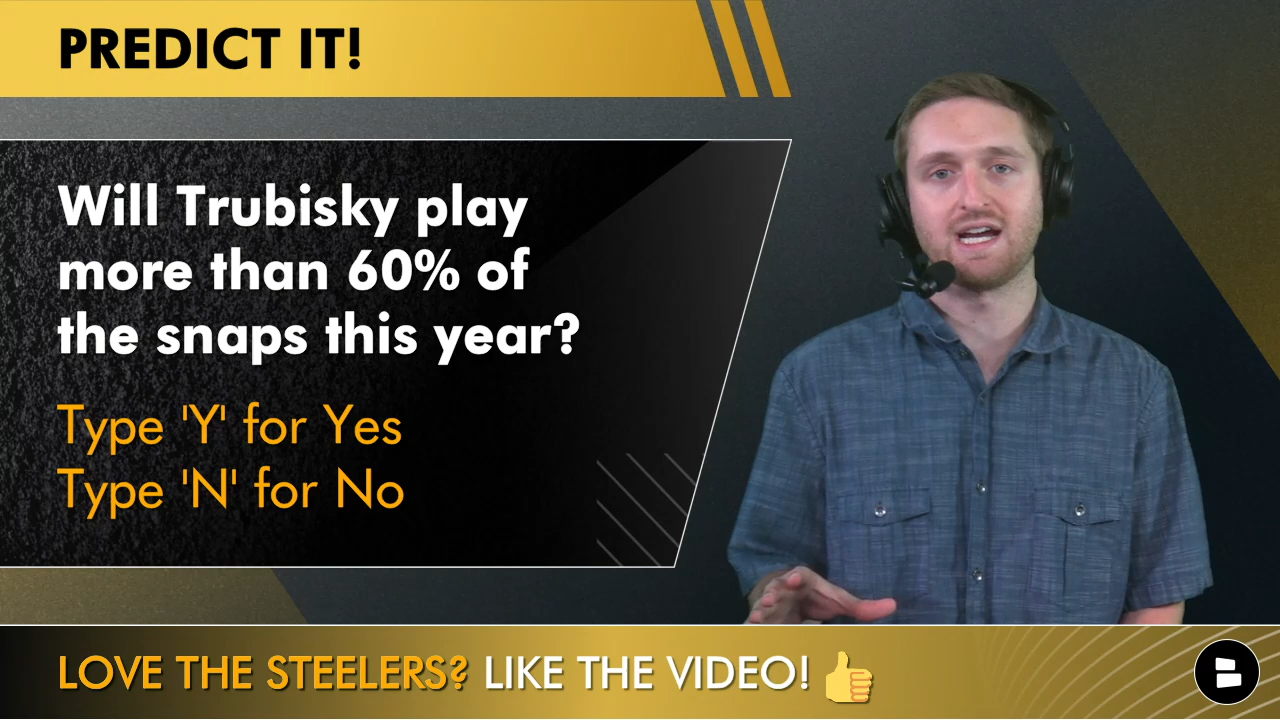 PREDICT IT!
Will Trubisky play
more than 60% of
the snaps this year?
Type 'Y' for Yes
Type 'N' for No
LOVE THE STEELERS? LIKE THE VIDEO!